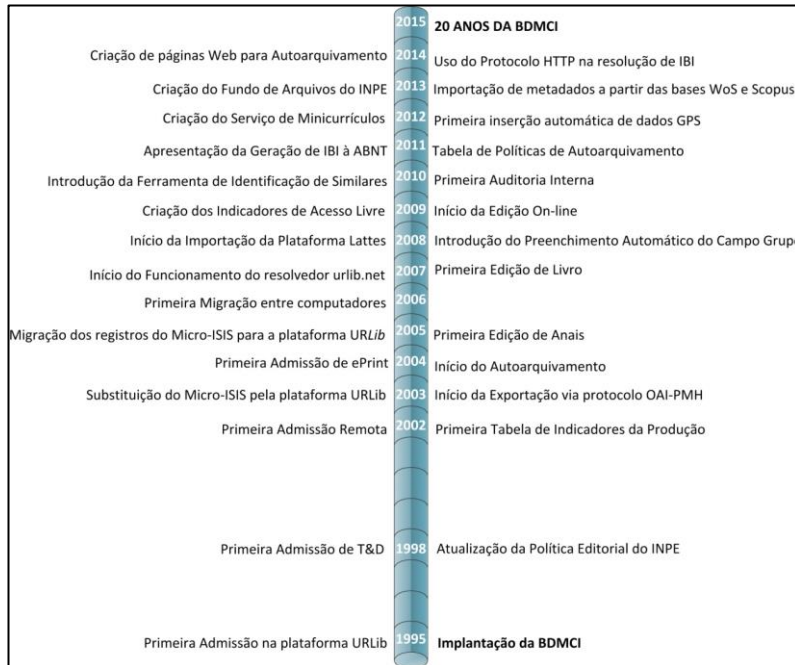 2015 20 ANOS DA BDMCI
Criação de páginas Web para Autoarquivamento 2014 Uso do Protocolo HTTP na resolução de IBI
Criação do Fundo de Arquivos do INPE 2013 Importação de metadados a partir das bases WoS e Scopus
Criação do Serviço de Minicurrículos 2012 Primeira inserção automática de dados GPS
Apresentação da Geração de IBI à ABNT 2011 Tabela de Políticas de Autoarquivamento
Introdução da Ferramenta de Identificação de Similares 2010 Primeira Auditoria Interna
Criação dos Indicadores de Acesso Livre 2009 Início da Edição On-line
Início da Importação da Plataforma Lattes 2008 Introdução do Preenchimento Automático do Campo Grupo
Início do Funcionamento do resolvedor urlib.net 2007 Primeira Edição de Livro
Primeira Migração entre computadores 2006
Migração dos registros do Micro-ISIS para a plataforma URLib 2005 Primeira Edição de Anais
Primeira Admissão de ePrint 2004 Início do Autoarquivamento
Substituição do Micro-ISIS pela plataforma URLib 2003 Início da Exportação via protocolo OAI-PMH
Primeira Admissão Remota 2002 Primeira Tabela de Indicadores da Produção
Primeira Admissão de T&D 1998 Atualização da Política Editorial do INPE
Primeira Admissão na plataforma URLib 1995 Implantação da BDMCI